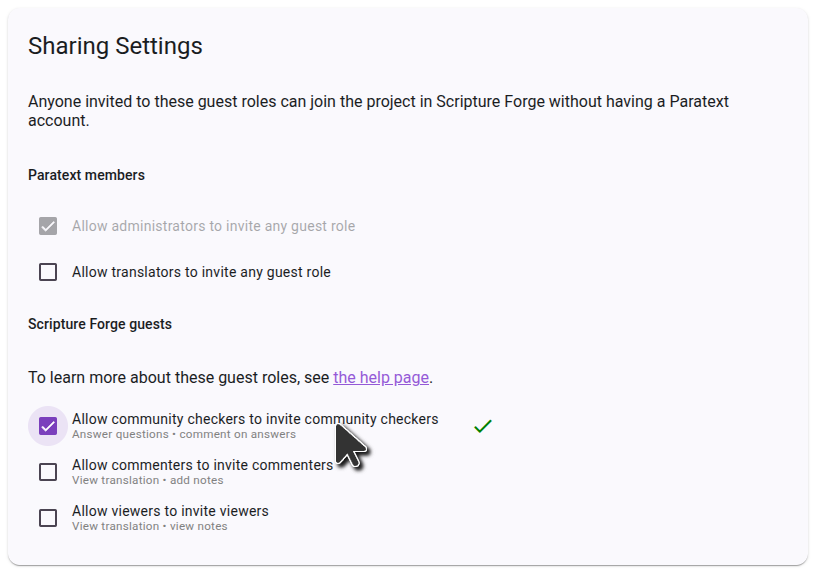 Sharing Settings
Anyone invited to these guest roles can join the project in Scripture Forge without having a Paratext
account.
Paratext members
Allow administrators to invite any guest role
Allow translators to invite any guest role
Scripture Forge guests
To learn more about these guest roles, see the help page.
Allow community checkers to invite community checkers
Answer questions • comment on answers
Allow commenters to invite commenters
View translation • add notes
Allow viewers to invite viewers
View translation • view notes